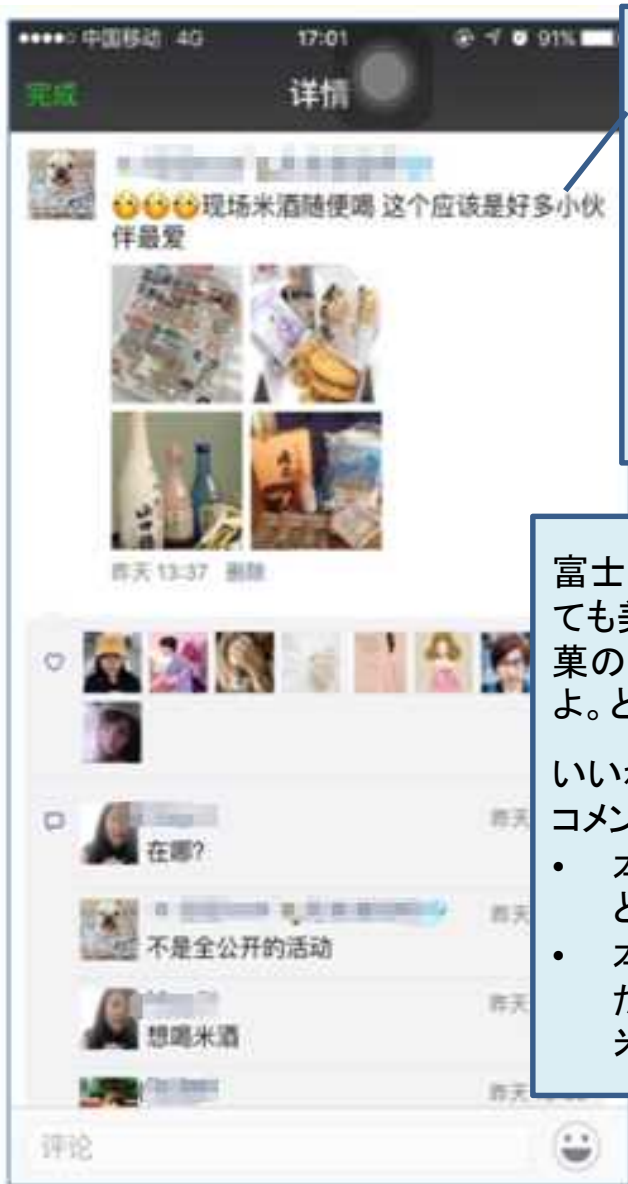 中国移动 4G 17:01 91%
完成 详情
现场米酒随便喝 这个应该是好多小伙
伴最爱
昨天 13:37 删除
昨天
在哪?
昨天
不是全公开的活动
昨天
想喝米酒
昨天
评论
富士
ても
菓の
よ。と
いい
コメン
•
•